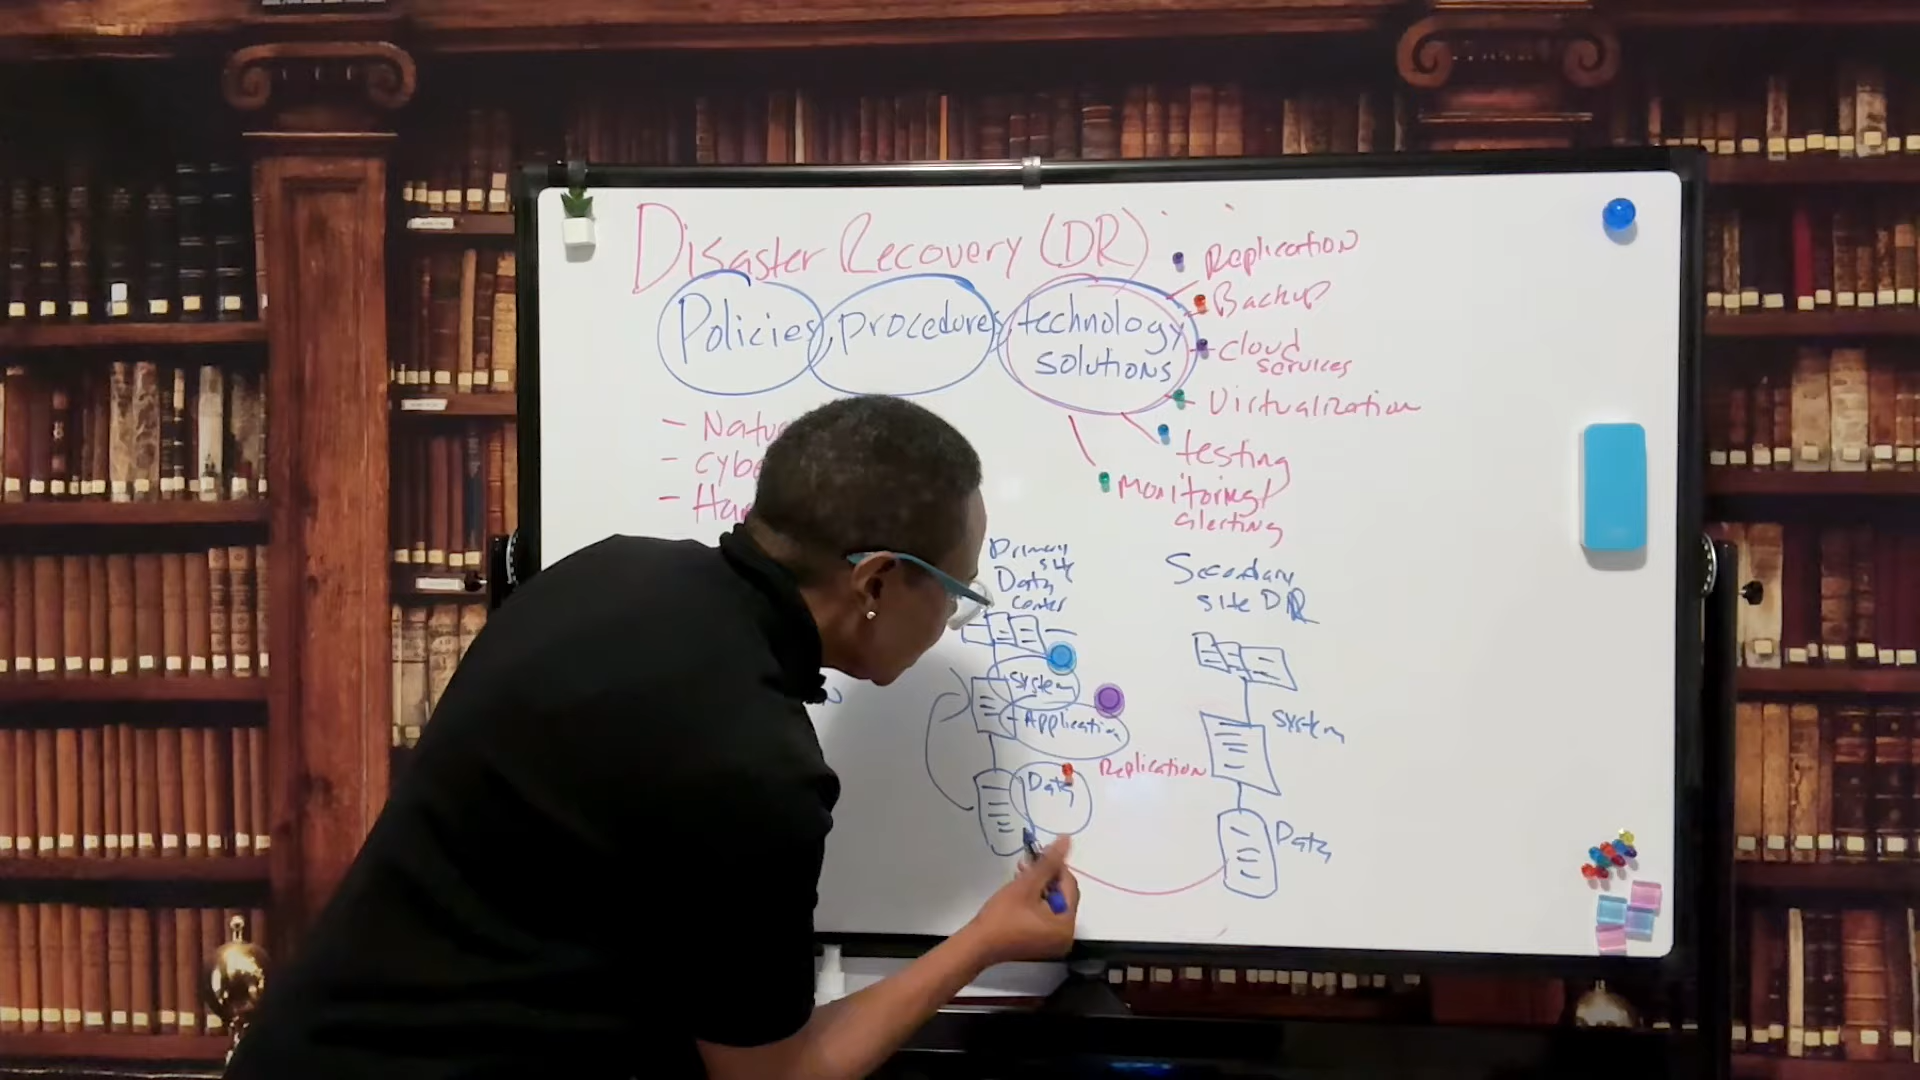 Disaster Recovery (DR)
Policies, procedures, technology
solutions
Replication
Backup
cloud
services
Virtualization
testing
Monitoring/
alerting
- Natu
- Cybe
- Har
Primary
site
Data
center
System
- Application
Data
Replication
Secondary
site DR
System
Data